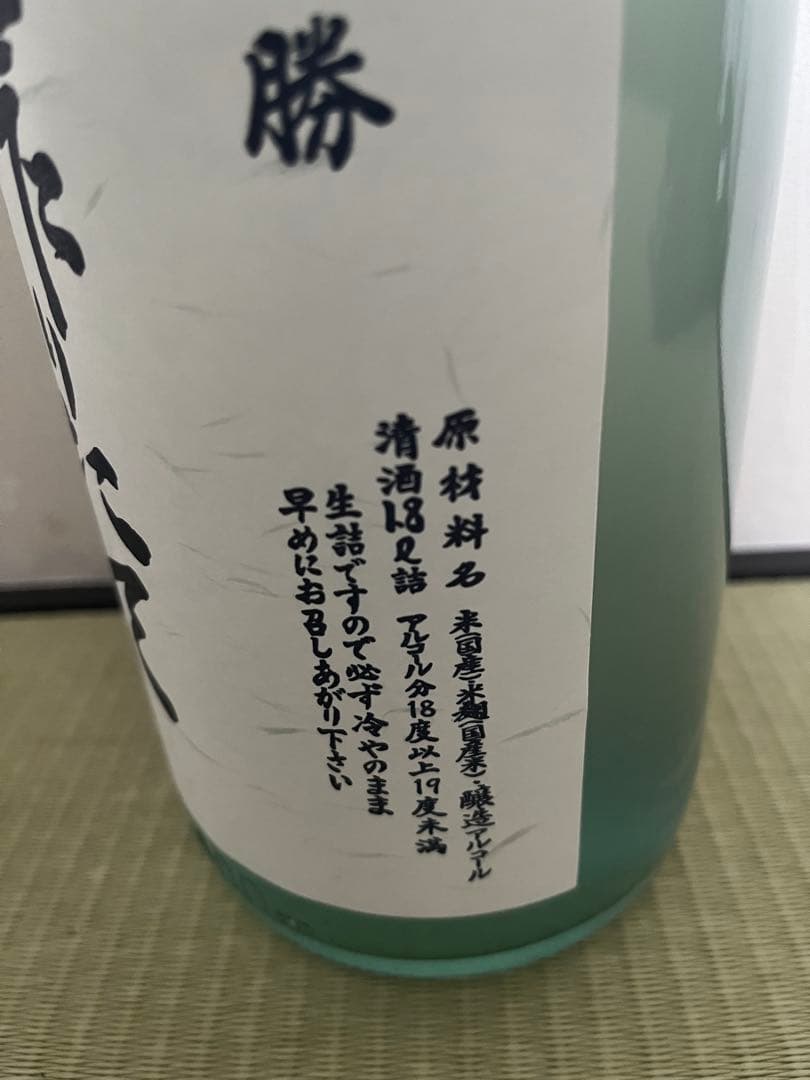 勝
原材料名 米(国産)・米麹(国産米)・醸造アルコール
清酒1.8ℓ詰 アルコール分18度以上19度未満
生詰ですので必ず冷やのまま
早めにお召しあがり下さい